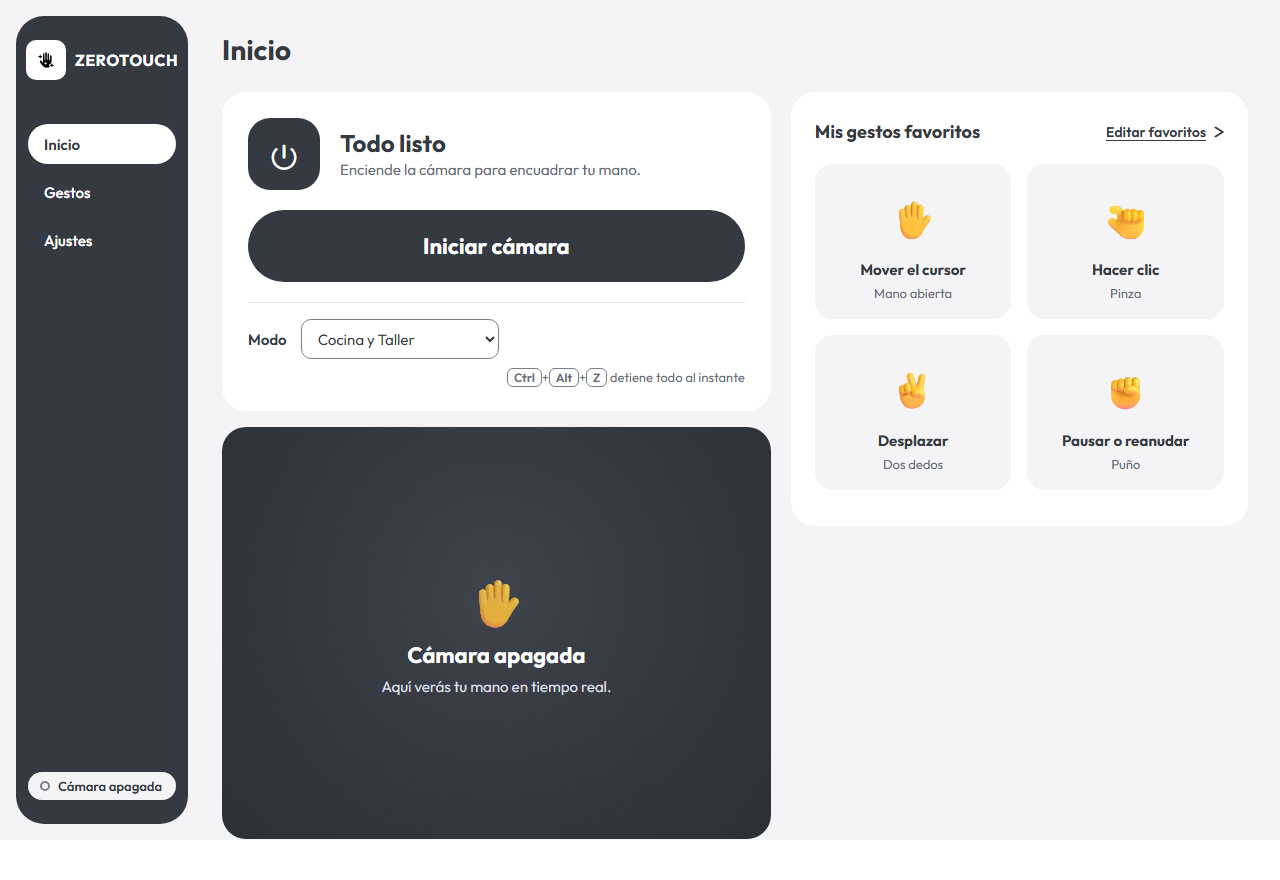 ZEROTOUCH
Inicio
Gestos
Ajustes
Cámara apagada
Inicio
Todo listo
Enciende la cámara para encuadrar tu mano.
Iniciar cámara
Modo
Cocina y Taller
Ctrl+Alt+Z detiene todo al instante
Cámara apagada
Aquí verás tu mano en tiempo real.
Mis gestos favoritos
Editar favoritos >
Mover el cursor
Mano abierta
Hacer clic
Pinza
Desplazar
Dos dedos
Pausar o reanudar
Puño